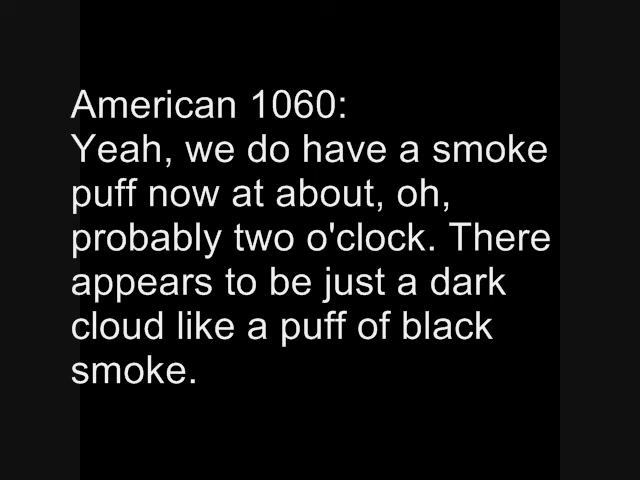 American 1060:
Yeah, we do have a smoke
puff now at about, oh,
probably two o'clock. There
appears to be just a dark
cloud like a puff of black
smoke.